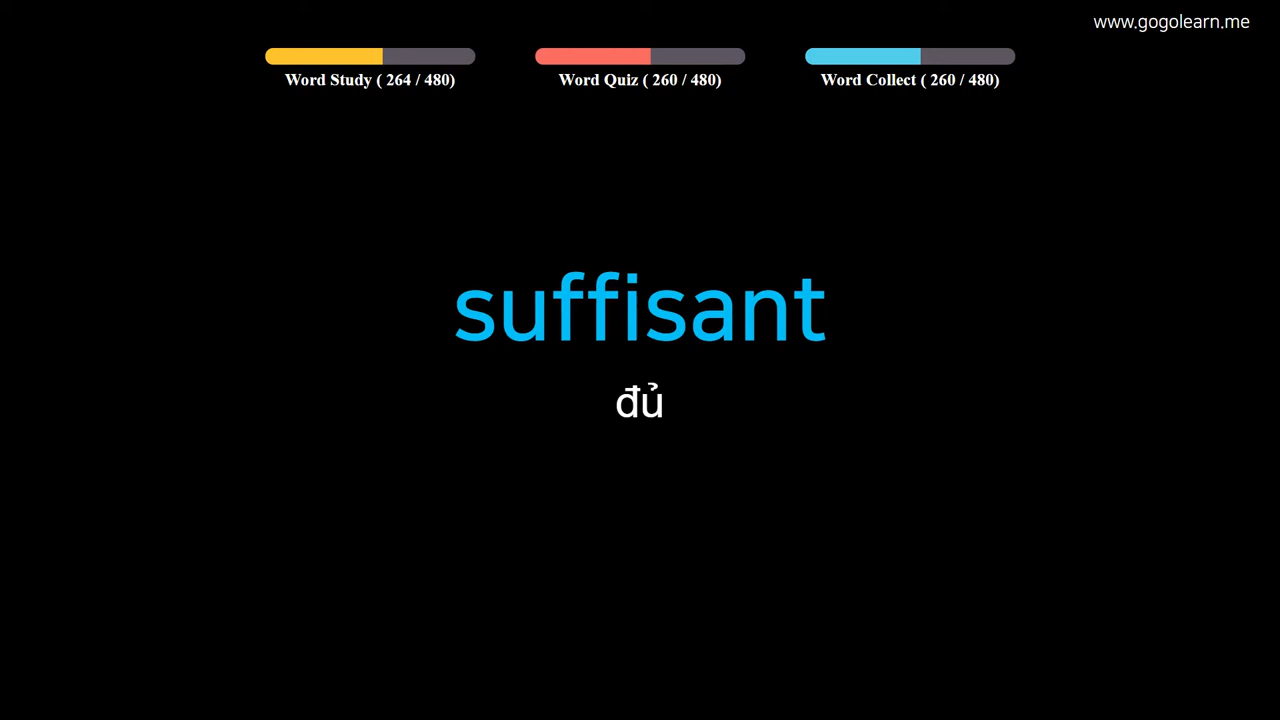 www.gogolearn.me
Word Study ( 264 / 480)
Word Quiz ( 260 / 480)
Word Collect ( 260 / 480)
suffisant
đủ